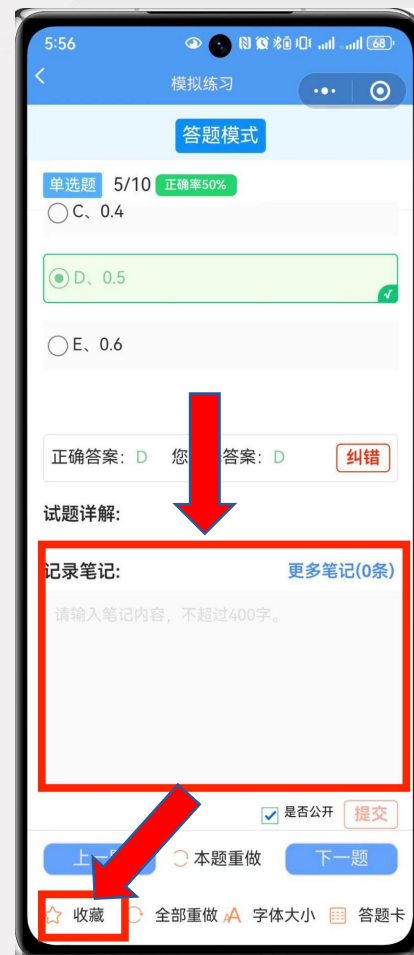 5:56 68
模拟练习
答题模式
单选题 5/10 正确率50%
C、0.4
D、0.5
E、0.6
正确答案: D 您 答案: D 纠错
试题详解:
记录笔记: 更多笔记(0条)
请输入笔记内容，不超过400字。
是否公开 提交
上一 本题重做 下一题
收藏 全部重做 A 字体大小 答题卡